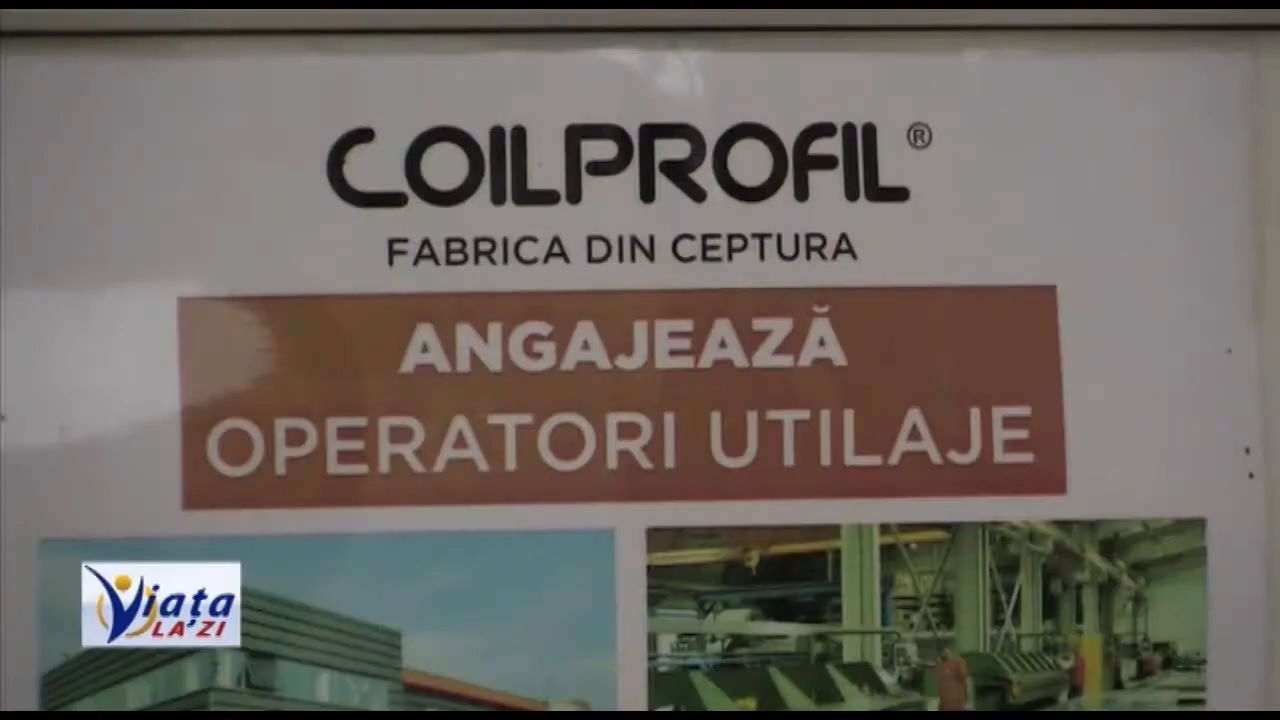 COILPROFIL®
FABRICA DIN CEPTURA
ANGAJEAZĂ
OPERATORI UTILAJE
Viața
LA ZI